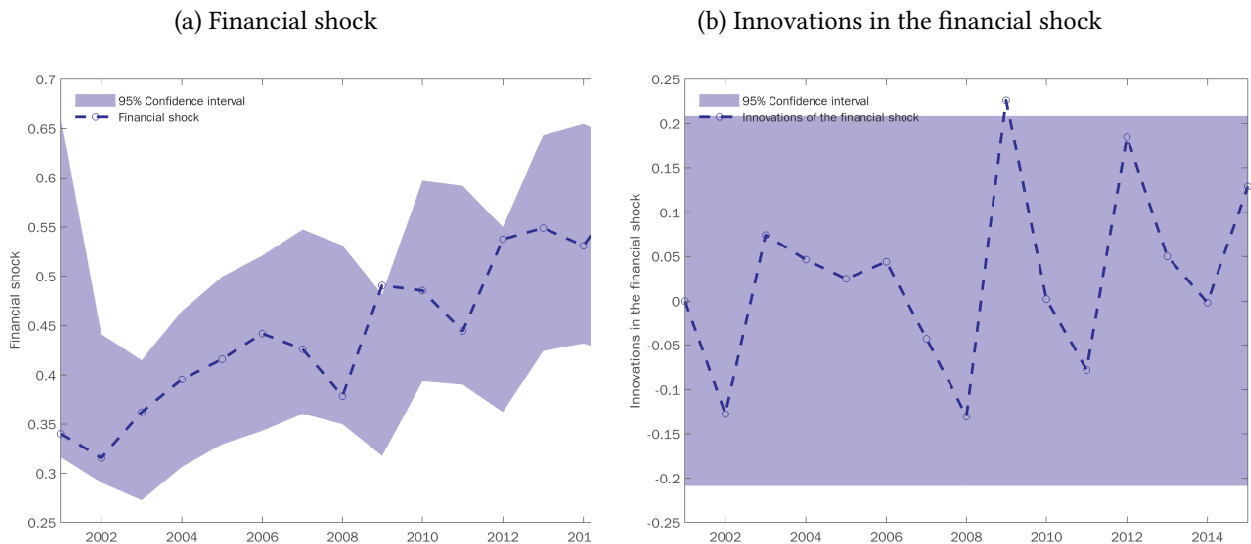 (a) Financial shock
0.7
0.65
0.6
0.55
0.5
0.45
0.4
0.35
0.3
0.25
Financial shock
95% Confidence interval
Financial shock
2002 2004 2006 2008 2010 2012 201
(b) Innovations in the financial shock
0.25
0.2
0.15
0.1
0.05
0
-0.05
-0.1
-0.15
-0.2
-0.25
Innovations in the financial shock
95% Confidence interval
Innovations of the financial shock
2002 2004 2006 2008 2010 2012 2014